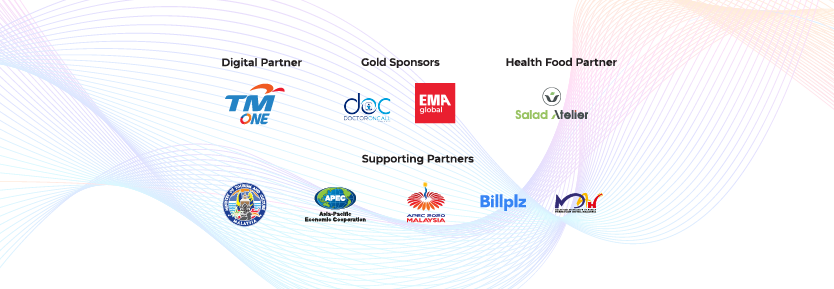 Digital Partner
Gold Sponsors
Health Food Partner
TM
ONE
doc
DOCTORONCALL
EMA
global
Salad Atelier
Supporting Partners
MALAYSIA
APEC
Asia-Pacific
Economic Cooperation
APEC 2020
MALAYSIA
Billplz